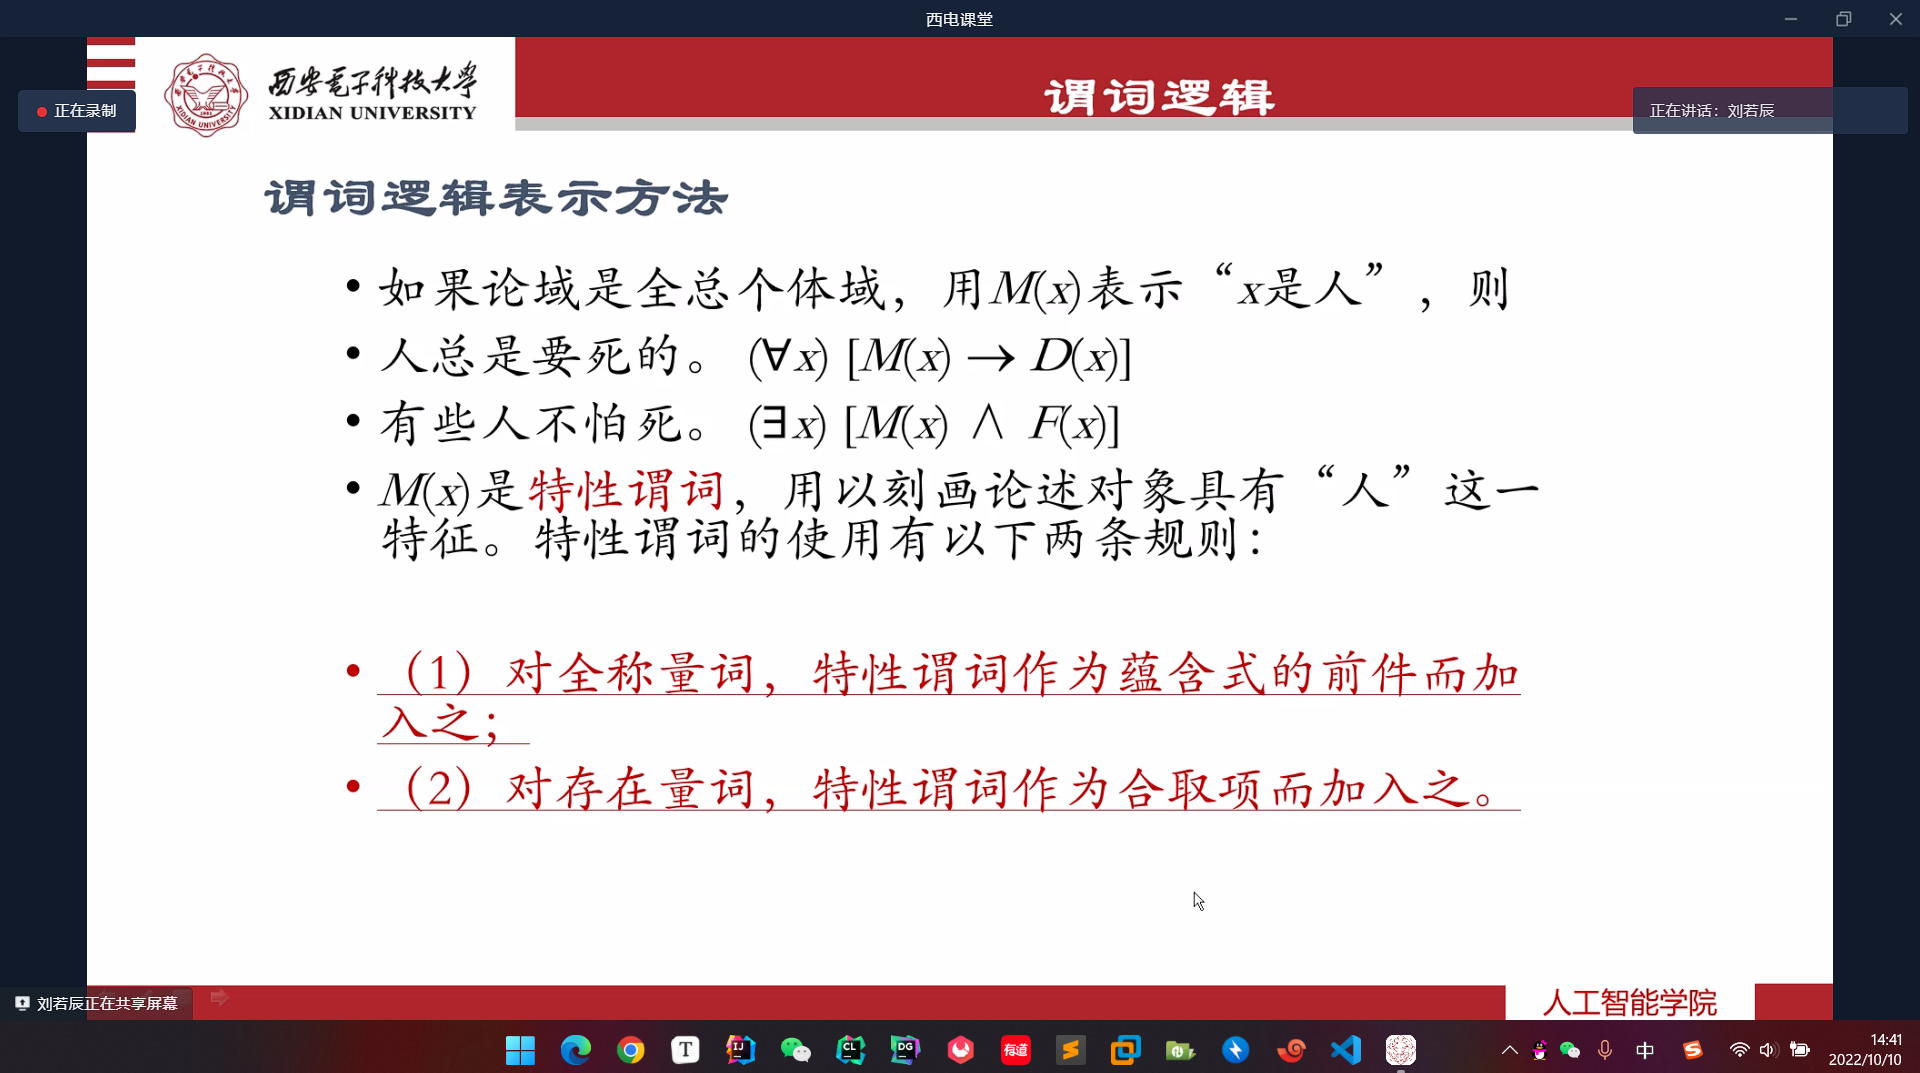 西电课堂
正在录制
西安電子科技大学
XIDIAN UNIVERSITY
谓词逻辑
正在讲话：刘若辰
谓词逻辑表示方法
• 如果论域是全总个体域，用M(x)表示“x是人”，则
• 人总是要死的。 (∀x) [M(x) → D(x)]
• 有些人不怕死。 (∃x) [M(x) ∧ F(x)]
• M(x)是特性谓词，用以刻画论述对象具有“人”这一
特征。特性谓词的使用有以下两条规则：
• （1）对全称量词，特性谓词作为蕴含式的前件而加
入之；
• （2）对存在量词，特性谓词作为合取项而加入之。
刘若辰正在共享屏幕
人工智能学院
T
IJ
CL
DG
有道
中
14:41
2022/10/10